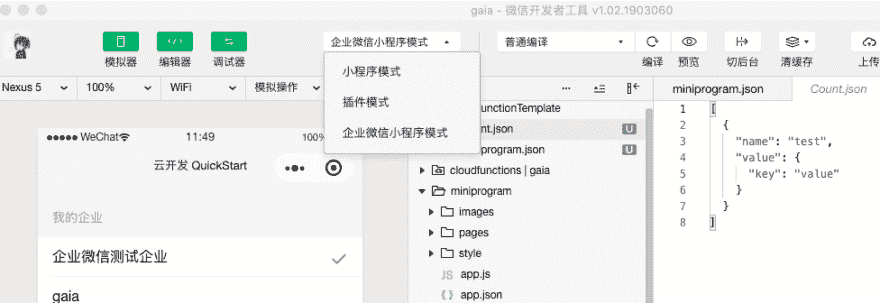 gaia - 微信开发者工具 v1.02.1903060
模拟器 编辑器 调试器 企业微信小程序模式 普通编译 编译 预览 切后台 清缓存 上传
小程序模式
插件模式
企业微信小程序模式
Nexus 5 100% WiFi 模拟操作
WeChat 11:49 100%
云开发 QuickStart
我的企业
企业微信测试企业
gaia
functionTemplate
nt.json U
program.json U
cloudfunctions | gaia
miniprogram
images
pages
style
JS app.js
{ } app.json
miniprogram.json Count.json
1 [
2 {
3 "name": "test",
4 "value": {
5 "key": "value"
6 }
7 }
8 ]